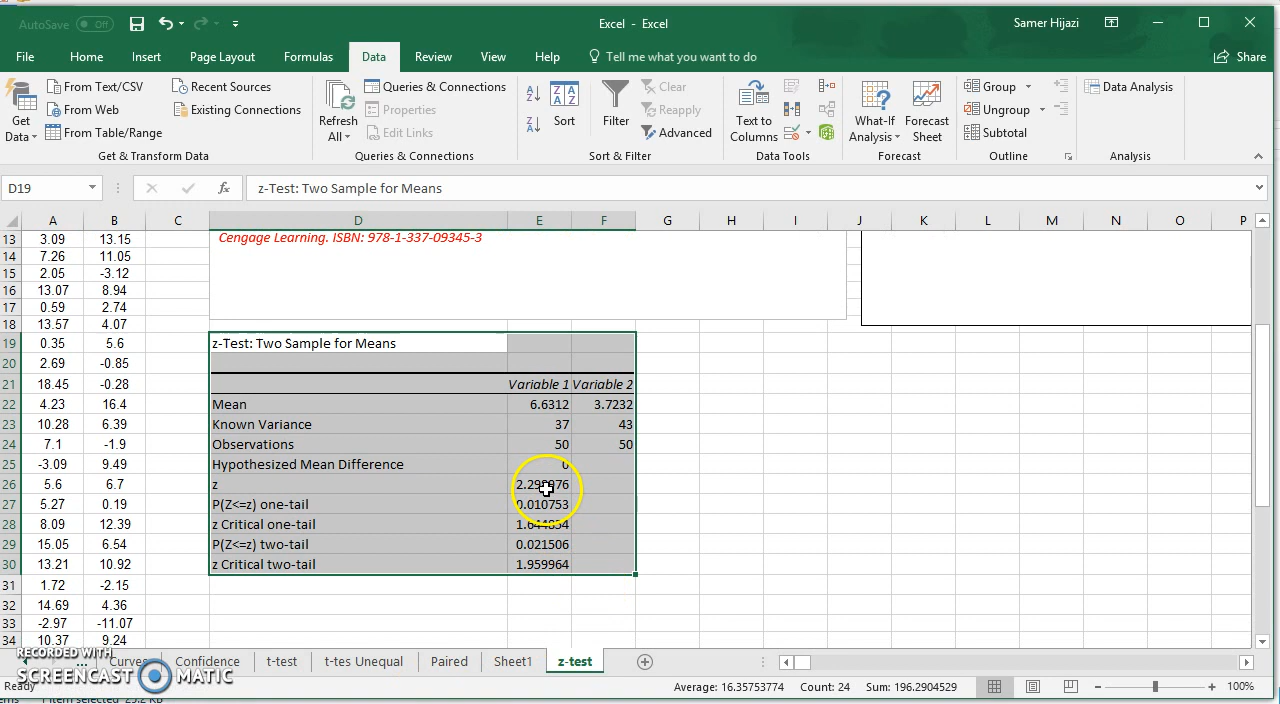 AutoSave Off
Excel - Excel
Samer Hijazi
File Home Insert Page Layout Formulas Data Review View Help Tell me what you want to do Share
Get Data
From Text/CSV
From Web
From Table/Range
Recent Sources
Existing Connections
Get & Transform Data
Refresh All
Queries & Connections
Properties
Edit Links
Queries & Connections
Sort
Filter
Clear
Reapply
Advanced
Sort & Filter
Text to Columns
Data Tools
What-If Analysis
Forecast Sheet
Forecast
Group
Ungroup
Subtotal
Outline
Data Analysis
Analysis
D19 fx z-Test: Two Sample for Means
A B C D E F G H I J K L M N O P
13 3.09 13.15 Cengage Learning. ISBN: 978-1-337-09345-3
14 7.26 11.05
15 2.05 -3.12
16 13.07 8.94
17 0.59 2.74
18 13.57 4.07
19 0.35 5.6 z-Test: Two Sample for Means
20 2.69 -0.85
21 18.45 -0.28 Variable 1 Variable 2
22 4.23 16.4 Mean 6.6312 3.7232
23 10.28 6.39 Known Variance 37 43
24 7.1 -1.9 Observations 50 50
25 -3.09 9.49 Hypothesized Mean Difference 0
26 5.6 6.7 z
27 5.27 0.19 P(Z<=z) one-tail 0.010753
28 8.09 12.39 z Critical one-tail 1.644854
29 15.05 6.54 P(Z<=z) two-tail 0.021506
30 13.21 10.92 z Critical two-tail 1.959964
31 1.72 -2.15
32 14.69 4.36
33 -2.97 -11.07
34 10.37 9.24
... Curves Confidence t-test t-tes Unequal Paired Sheet1 z-test
RECORDED WITH
SCREENCAST MATIC
Ready Average: 16.35753774 Count: 24 Sum: 196.2904529 100%